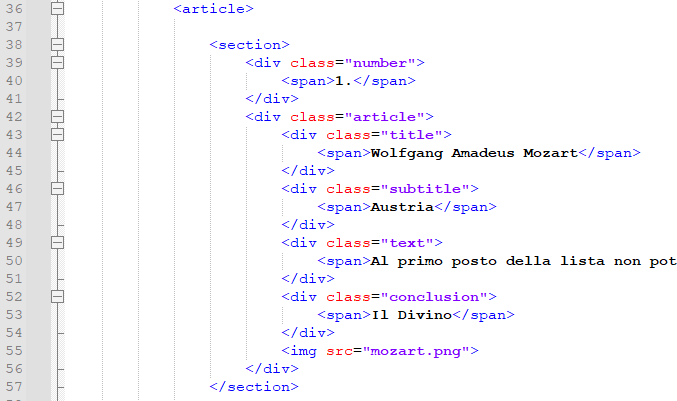 36 <article>
37
38 <section>
39 <div class="number">
40 <span>1.</span>
41 </div>
42 <div class="article">
43 <div class="title">
44 <span>Wolfgang Amadeus Mozart</span>
45 </div>
46 <div class="subtitle">
47 <span>Austria</span>
48 </div>
49 <div class="text">
50 <span>Al primo posto della lista non pot
51 </div>
52 <div class="conclusion">
53 <span>Il Divino</span>
54 </div>
55 <img src="mozart.png">
56 </div>
57 </section>